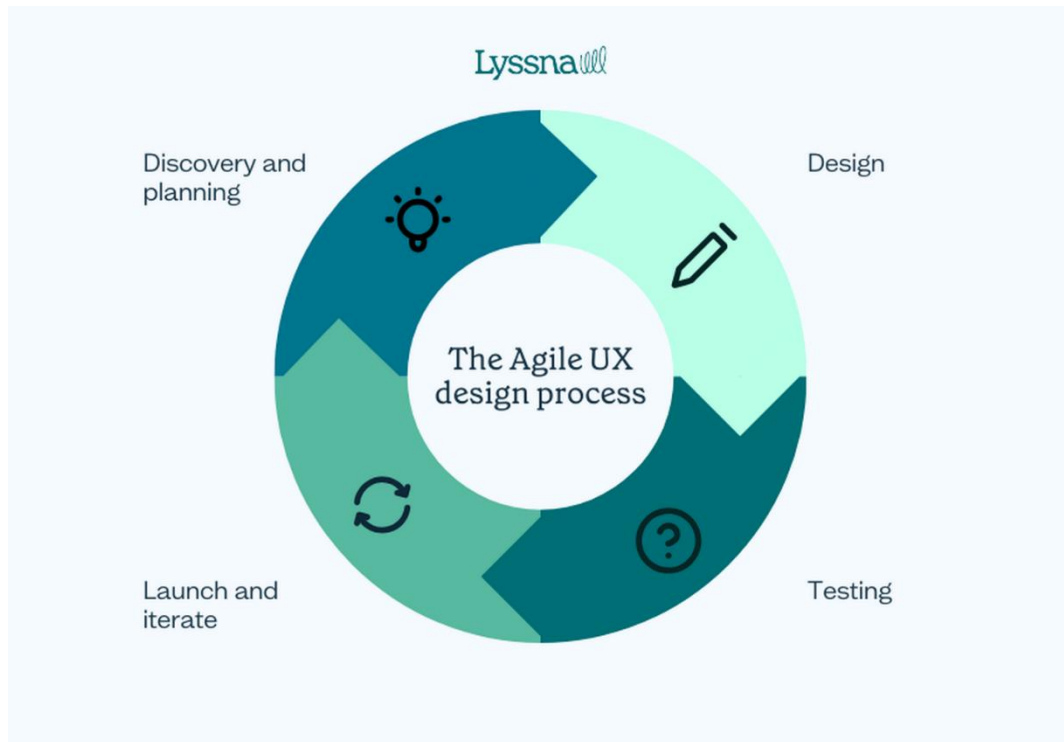 Lyssna
Discovery and
planning
Design
The Agile UX
design process
Launch and
iterate
Testing
?